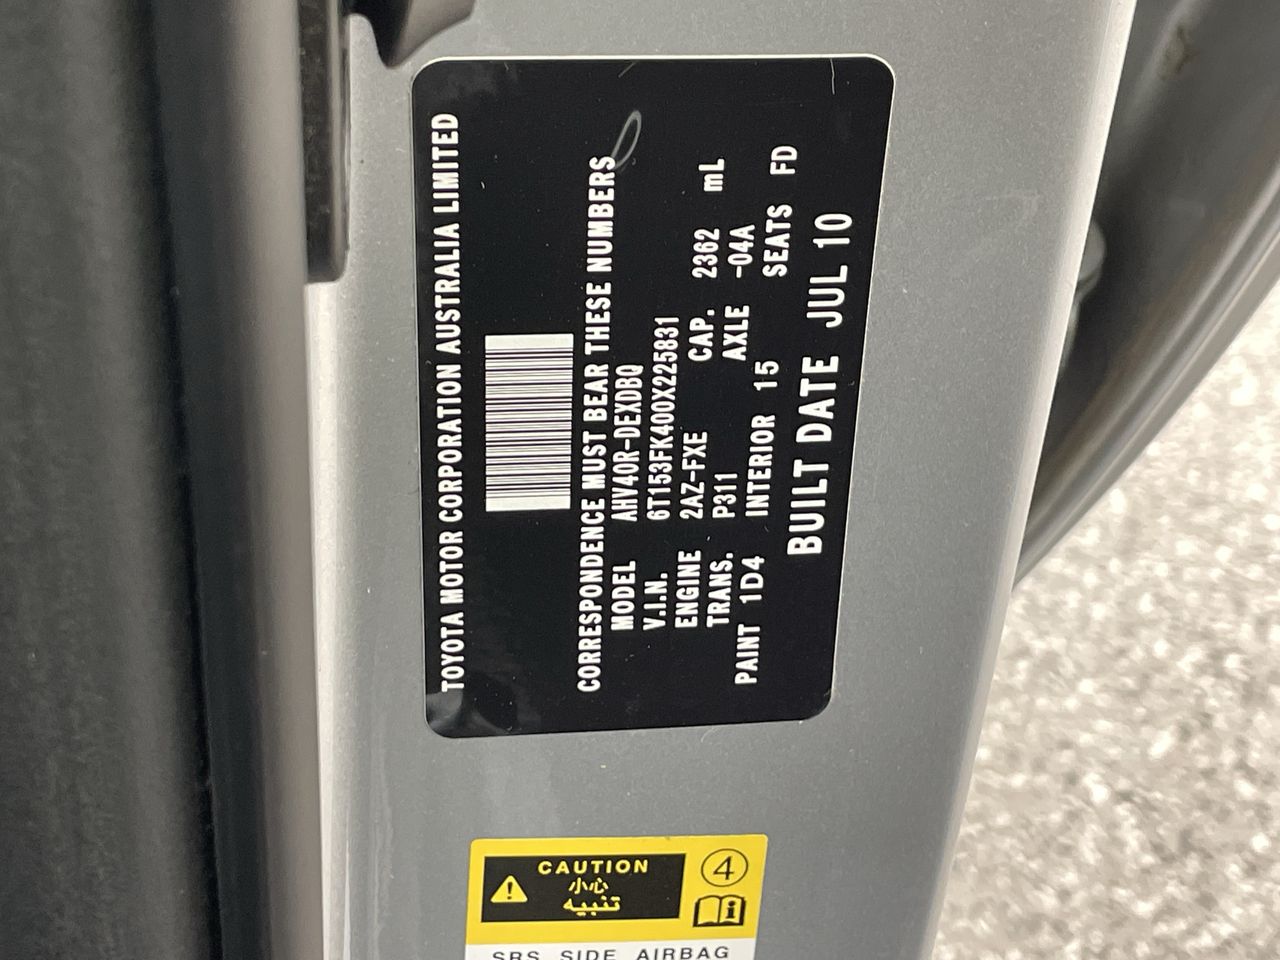 TOYOTA MOTOR CORPORATION AUSTRALIA LIMITED
CORRESPONDENCE MUST BEAR THESE NUMBERS
MODEL AHV40R-DEXDBQ
V.I.N. 6T153FK400X225831
ENGINE 2AZ-FXE CAP. 2362 mL
TRANS. P311 AXLE -04A
PAINT 1D4 INTERIOR 15 SEATS FD
BUILT DATE JUL 10
CAUTION
小心
تنبيه
4
i
SRS SIDE AIRBAG